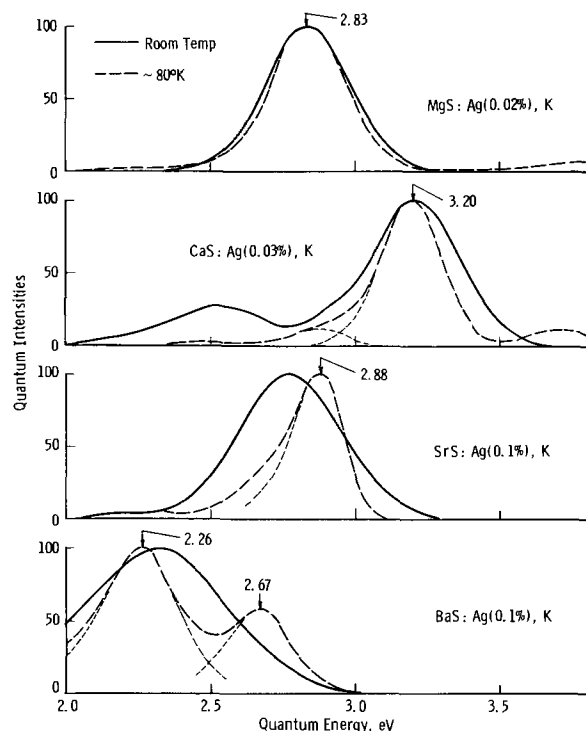 100
50
0
Room Temp
~ 80°K
2.83
MgS: Ag(0.02%), K
100
50
0
CaS: Ag(0.03%), K
3.20
Quantum Intensities
100
50
0
2.88
SrS: Ag(0.1%), K
100
50
0
2.26
2.67
BaS: Ag(0.1%), K
2.0
2.5
3.0
3.5
Quantum Energy, eV